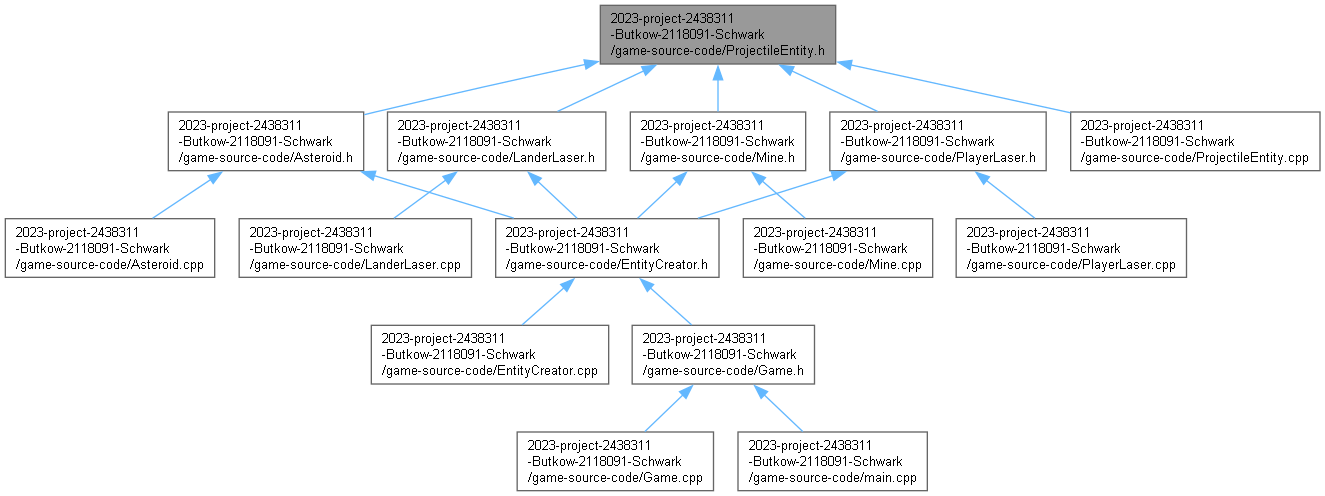 2023-project-2438311
-Butkow-2118091-Schwark
/game-source-code/ProjectileEntity.h
2023-project-2438311
-Butkow-2118091-Schwark
/game-source-code/Asteroid.h
2023-project-2438311
-Butkow-2118091-Schwark
/game-source-code/LanderLaser.h
2023-project-2438311
-Butkow-2118091-Schwark
/game-source-code/Mine.h
2023-project-2438311
-Butkow-2118091-Schwark
/game-source-code/PlayerLaser.h
2023-project-2438311
-Butkow-2118091-Schwark
/game-source-code/ProjectileEntity.cpp
2023-project-2438311
-Butkow-2118091-Schwark
/game-source-code/Asteroid.cpp
2023-project-2438311
-Butkow-2118091-Schwark
/game-source-code/LanderLaser.cpp
2023-project-2438311
-Butkow-2118091-Schwark
/game-source-code/EntityCreator.h
2023-project-2438311
-Butkow-2118091-Schwark
/game-source-code/Mine.cpp
2023-project-2438311
-Butkow-2118091-Schwark
/game-source-code/PlayerLaser.cpp
2023-project-2438311
-Butkow-2118091-Schwark
/game-source-code/EntityCreator.cpp
2023-project-2438311
-Butkow-2118091-Schwark
/game-source-code/Game.h
2023-project-2438311
-Butkow-2118091-Schwark
/game-source-code/Game.cpp
2023-project-2438311
-Butkow-2118091-Schwark
/game-source-code/main.cpp